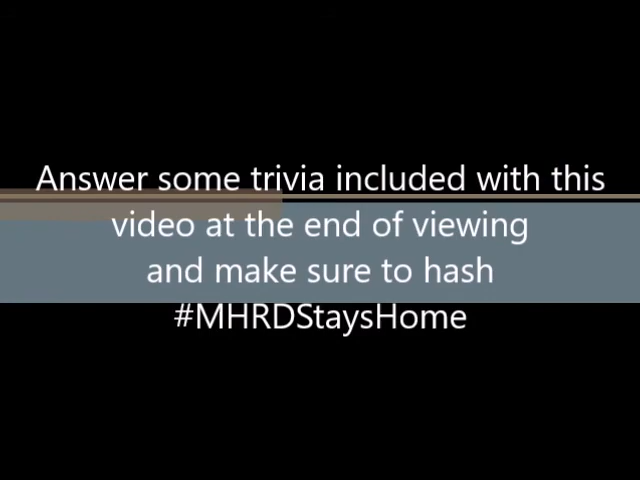 Answer some trivia included with this
video at the end of viewing
and make sure to hash
#MHRDStaysHome